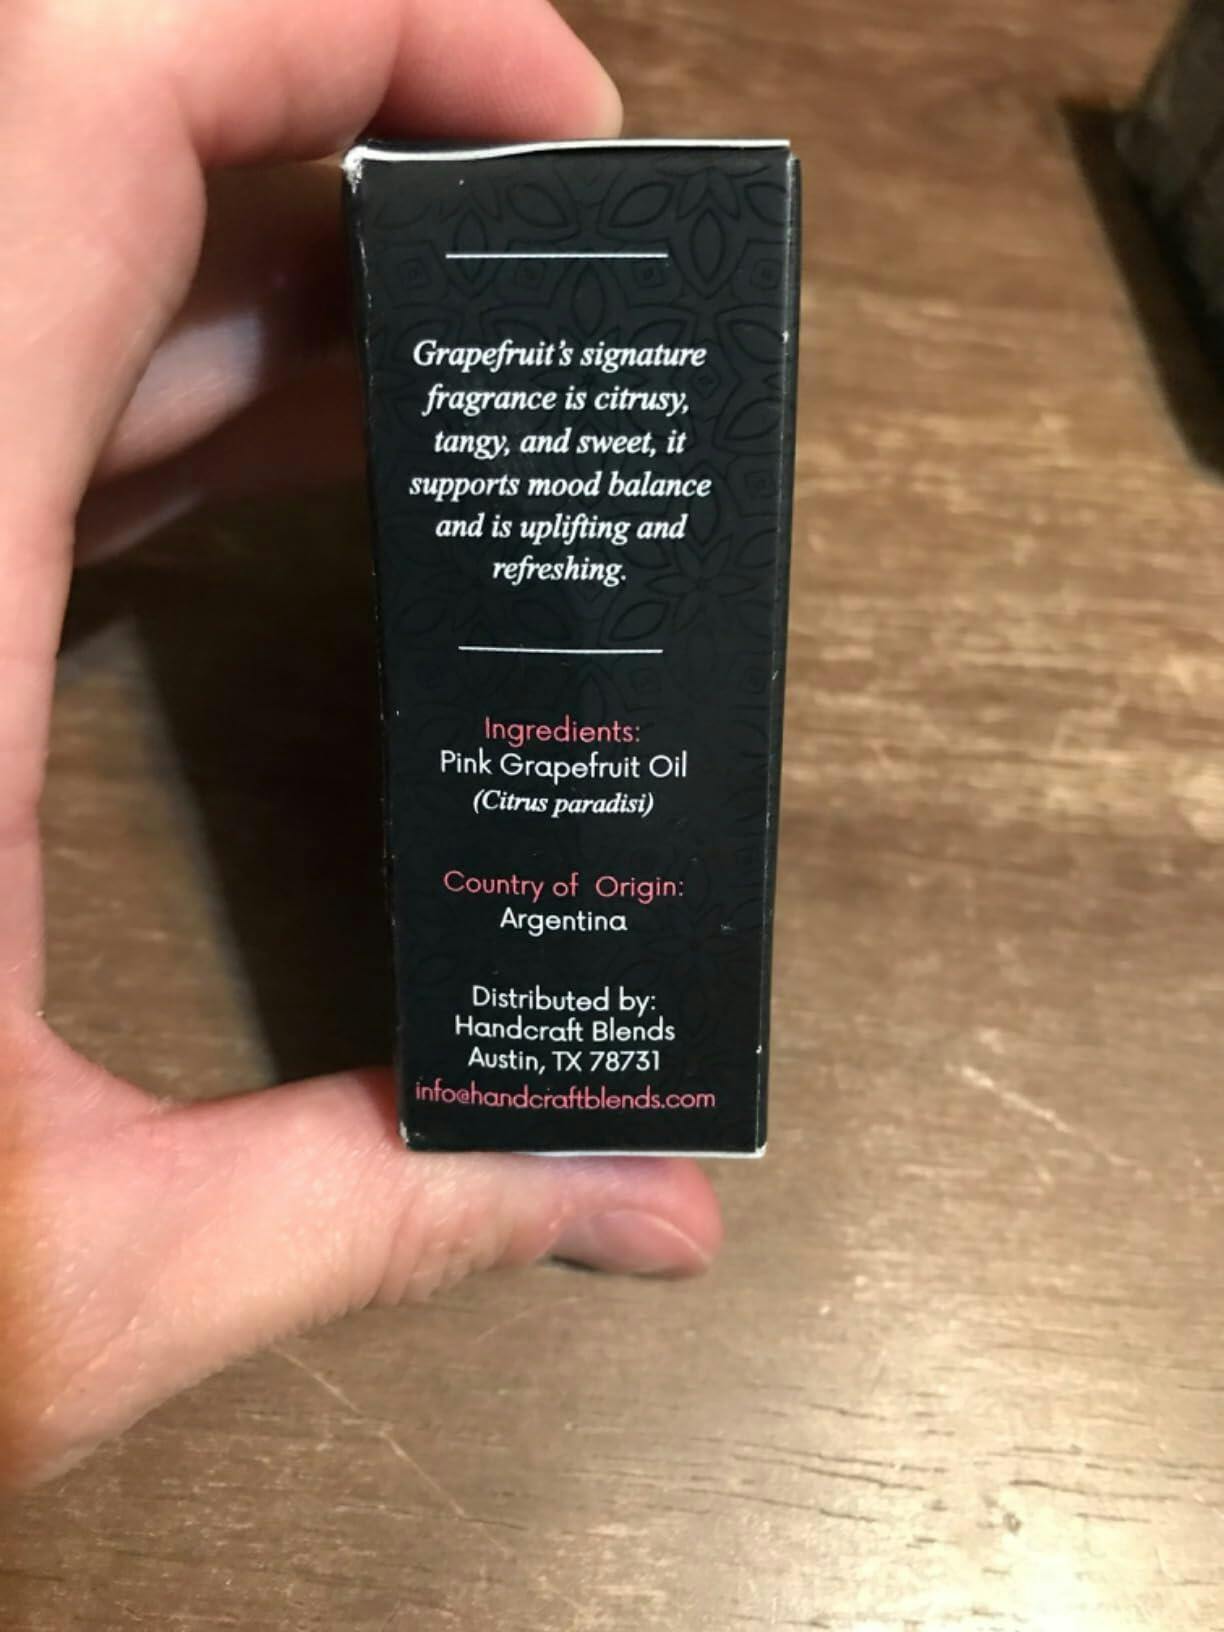 Grapefruit's signature
fragrance is citrusy,
tangy, and sweet, it
supports mood balance
and is uplifting and
refreshing.
Ingredients:
Pink Grapefruit Oil
(Citrus paradisi)
Country of Origin:
Argentina
Distributed by:
Handcraft Blends
Austin, TX 78731
info@handcraftblends.com